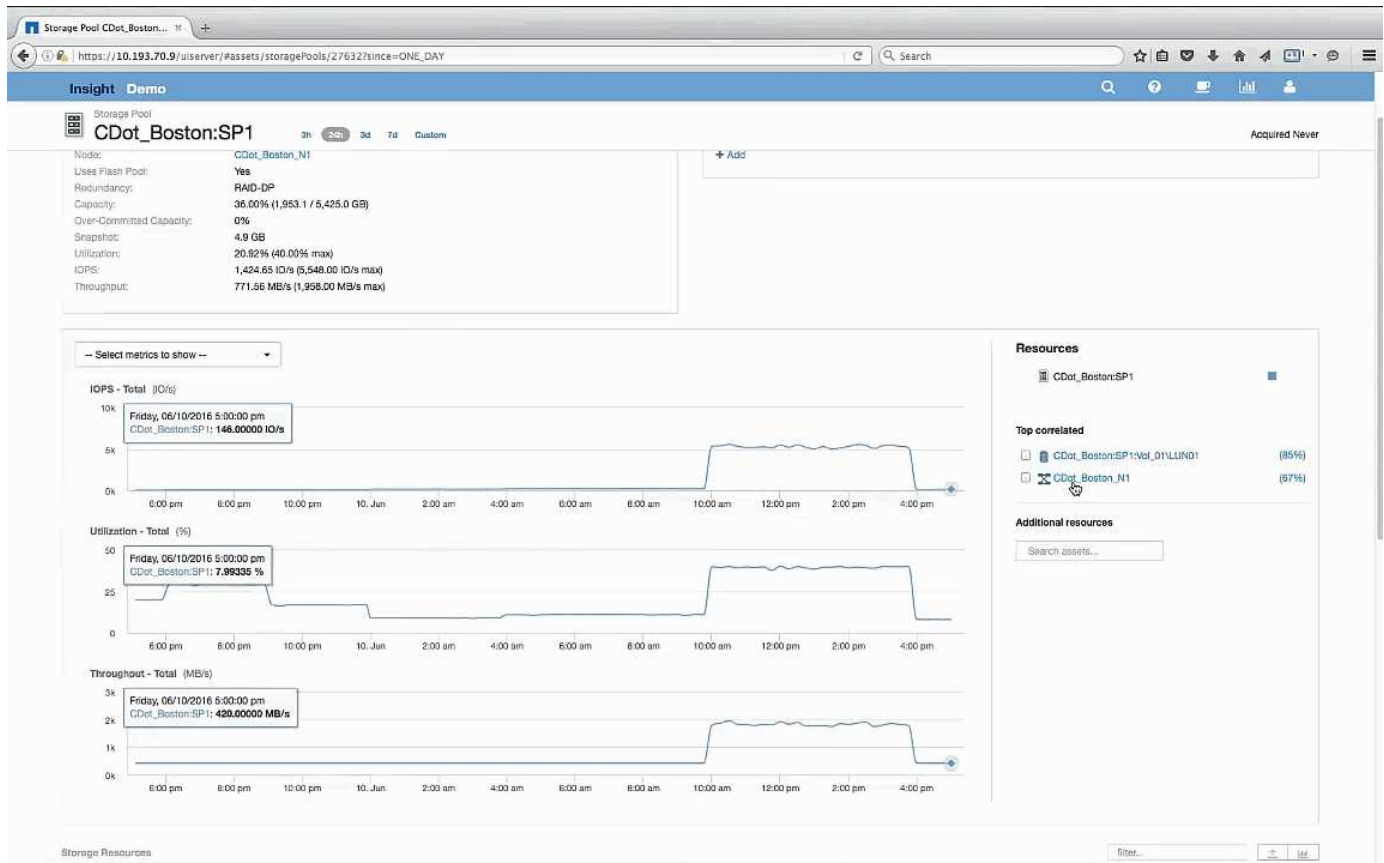 Storage Pool CDot_Boston... × +
https://10.193.70.9/uiserver/#assets/storagePools/27632?since=ONE_DAY
Search
Insight Demo
Storage Pool
CDot_Boston:SP1
3h 24h 3d 7d Custom
Acquired Never
Node: CDot_Boston_N1
Uses Flash Pool: Yes
Redundancy: RAID-DP
Capacity: 36.00% (1,953.1 / 5,425.0 GB)
Over-Committed Capacity: 0%
Snapshot: 4.9 GB
Utilization: 20.92% (40.00% max)
IOPS: 1,424.65 IO/s (5,548.00 IO/s max)
Throughput: 771.56 MB/s (1,958.00 MB/s max)
+ Add
-- Select metrics to show --
IOPS - Total (IO/s)
10k
Friday, 06/10/2016 5:00:00 pm
CDot_Boston:SP1: 146.00000 IO/s
5k
0k
6:00 pm 8:00 pm 10:00 pm 10. Jun 2:00 am 4:00 am 6:00 am 8:00 am 10:00 am 12:00 pm 2:00 pm 4:00 pm
Utilization - Total (%)
50
Friday, 06/10/2016 5:00:00 pm
CDot_Boston:SP1: 7.99335 %
25
0
6:00 pm 8:00 pm 10:00 pm 10. Jun 2:00 am 4:00 am 6:00 am 8:00 am 10:00 am 12:00 pm 2:00 pm 4:00 pm
Throughput - Total (MB/s)
3k
Friday, 06/10/2016 5:00:00 pm
CDot_Boston:SP1: 420.00000 MB/s
2k
1k
0k
6:00 pm 8:00 pm 10:00 pm 10. Jun 2:00 am 4:00 am 6:00 am 8:00 am 10:00 am 12:00 pm 2:00 pm 4:00 pm
Resources
CDot_Boston:SP1
Top correlated
CDot_Boston:SP1:Vol_01\LUN01 (85%)
CDot_Boston_N1 (67%)
Additional resources
Search assets...
Storage Resources
filter...